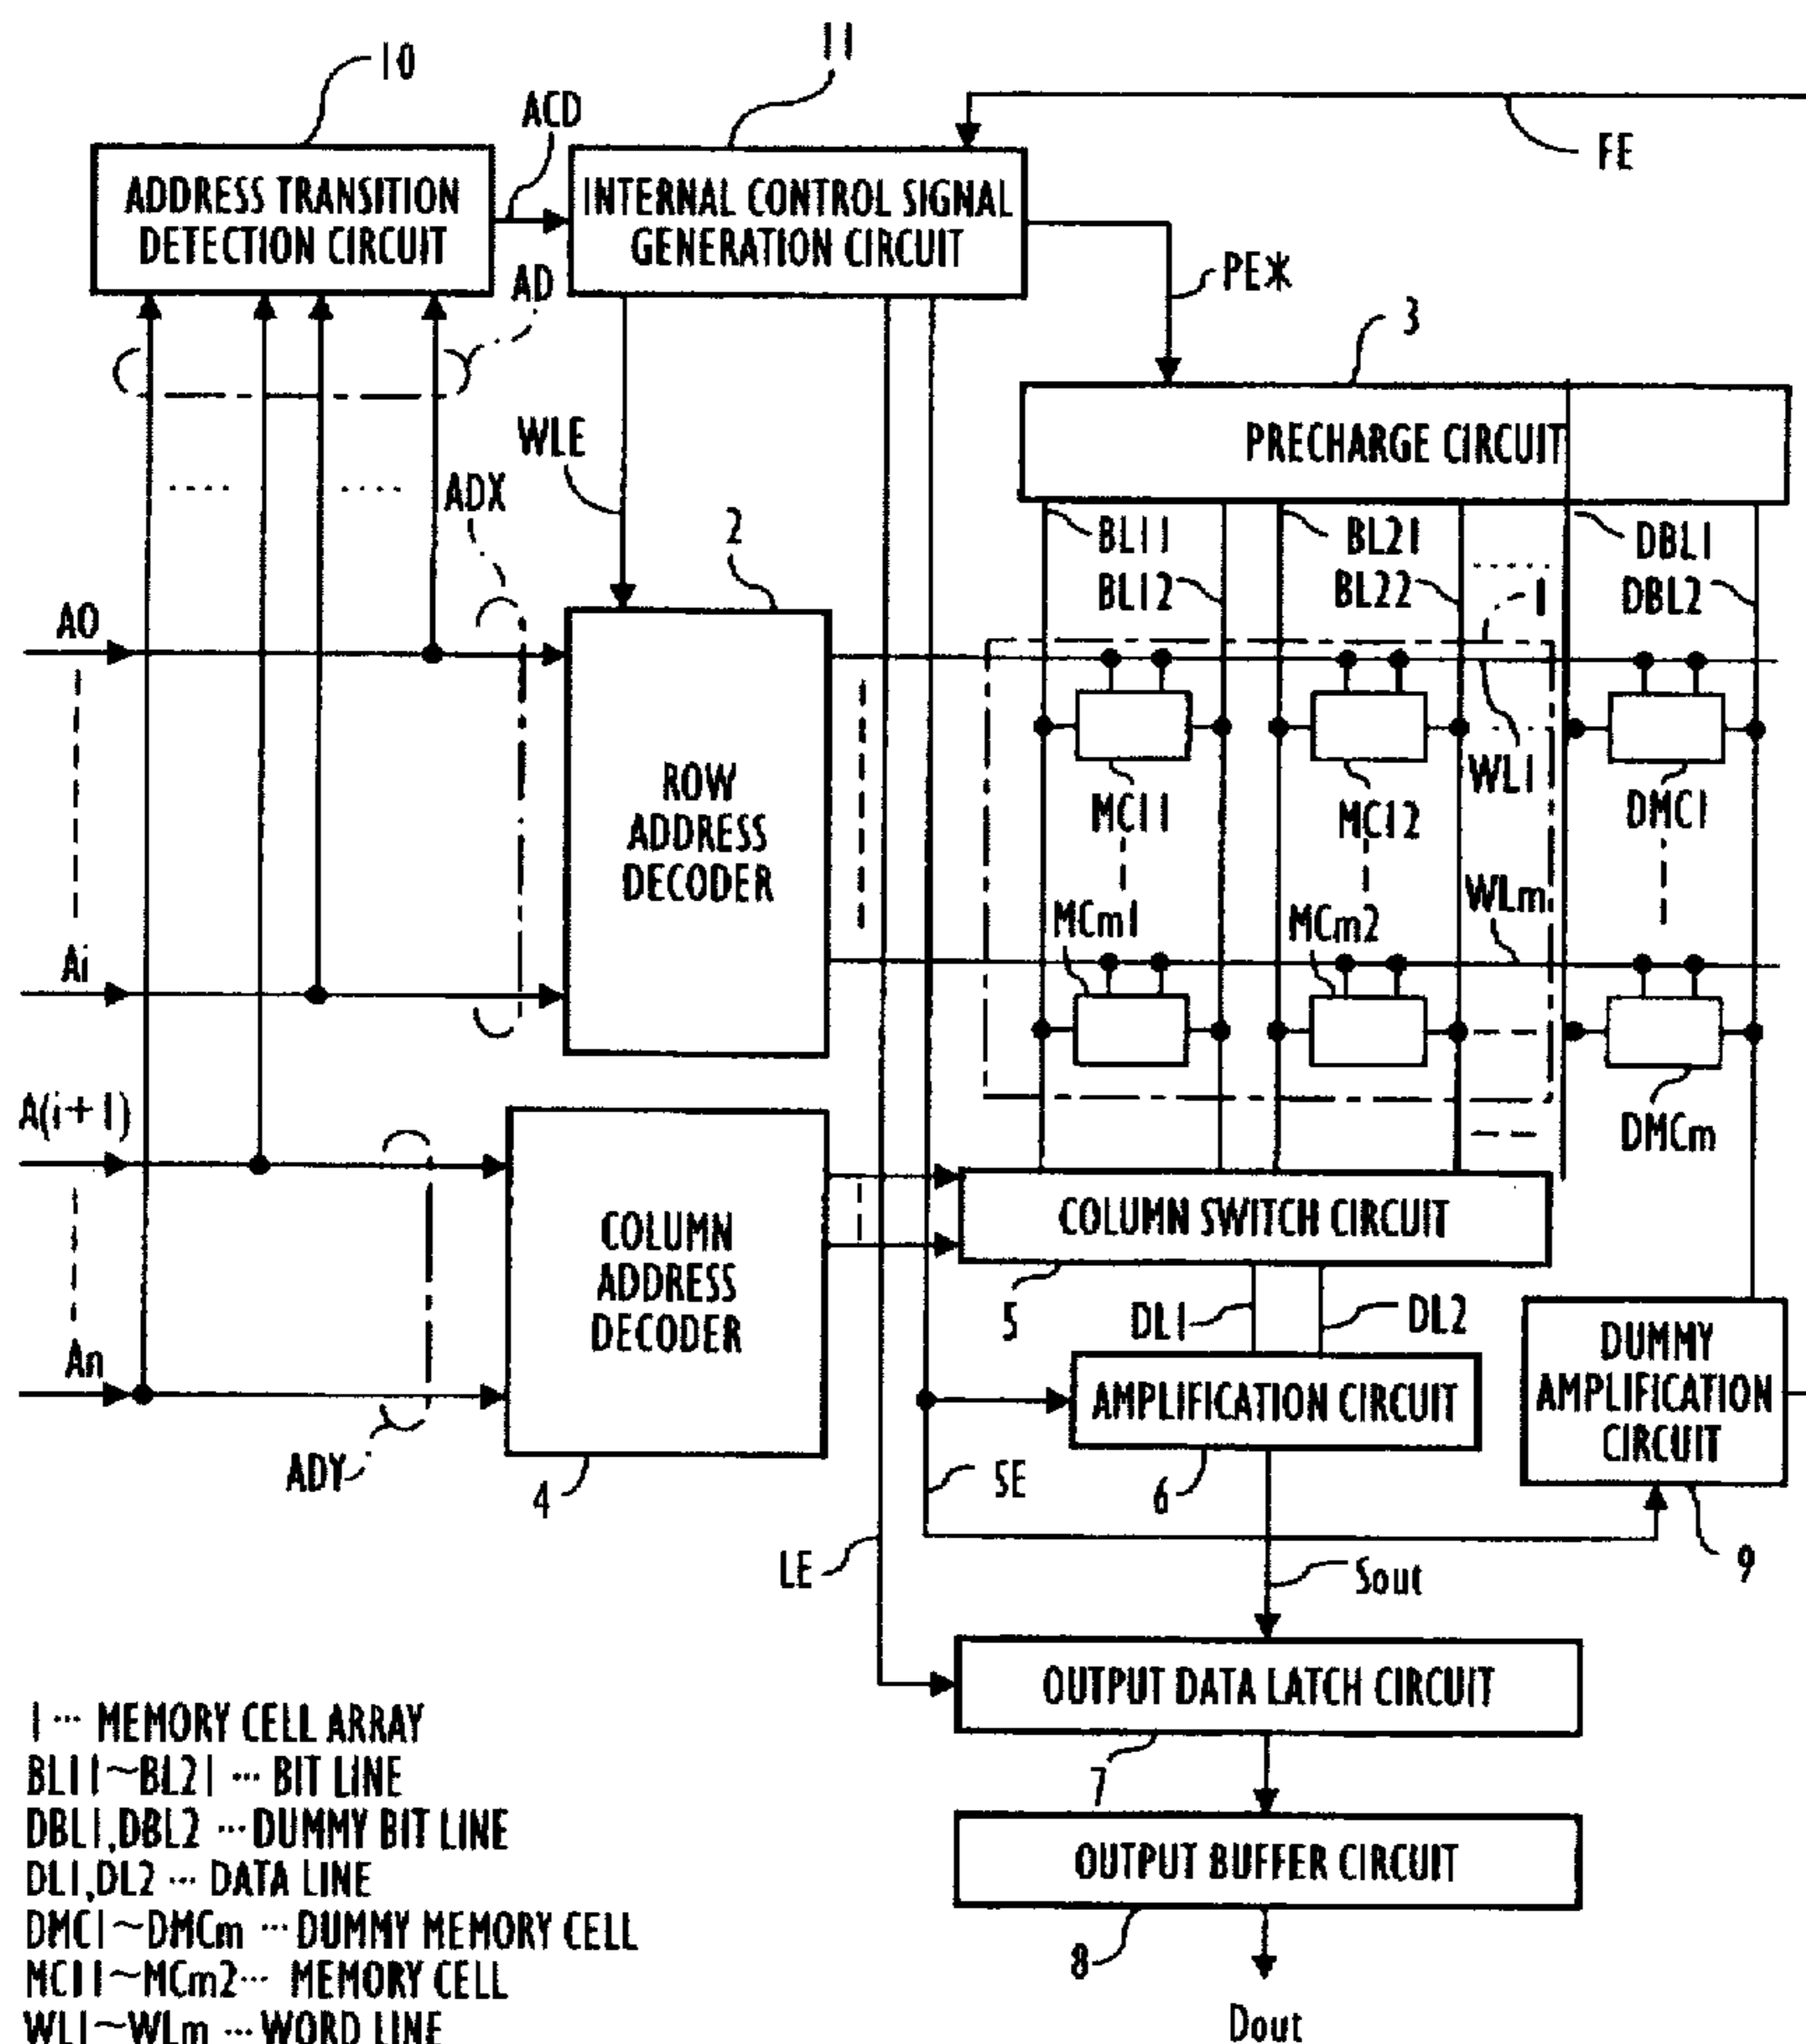 10
11
ACD
FE
ADDRESS TRANSITION
DETECTION CIRCUIT
INTERNAL CONTROL SIGNAL
GENERATION CIRCUIT
AD
PE*
3
WLE
PRECHARGE CIRCUIT
ADX
2
BL11
BL21
DBL1
BL12
BL22
1
DBL2
A0
ROW
ADDRESS
DECODER
WL1
MC11
MC12
DMC1
MCm1
MCm2
WLm
Ai
A(i+1)
DMCm
COLUMN
ADDRESS
DECODER
COLUMN SWITCH CIRCUIT
5
DL1
DL2
DUMMY
AMPLIFICATION
CIRCUIT
An
AMPLIFICATION CIRCUIT
ADY
4
SE
6
9
LE
Sout
OUTPUT DATA LATCH CIRCUIT
7
OUTPUT BUFFER CIRCUIT
8
Dout
1 ··· MEMORY CELL ARRAY
BL11~BL21 ··· BIT LINE
DBL1,DBL2 ··· DUMMY BIT LINE
DL1,DL2 ··· DATA LINE
DMC1~DMCm ··· DUMMY MEMORY CELL
MC11~MCm2··· MEMORY CELL
WL1~WLm ··· WORD LINE